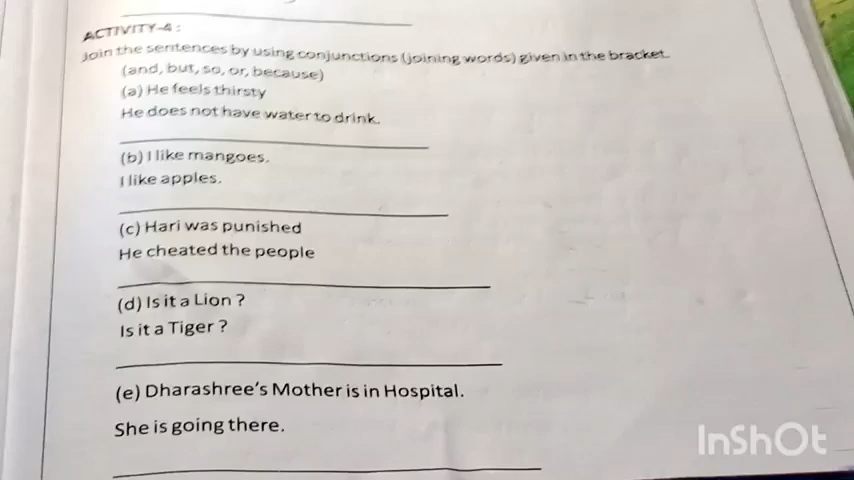 ACTIVITY-4 :
Join the sentences by using conjunctions (joining words) given in the bracket.
(and, but, so, or, because)
(a) He feels thirsty
He does not have water to drink.
(b) I like mangoes.
I like apples.
(c) Hari was punished
He cheated the people
(d) Is it a Lion ?
Is it a Tiger ?
(e) Dharashree's Mother is in Hospital.
She is going there.
InShOt